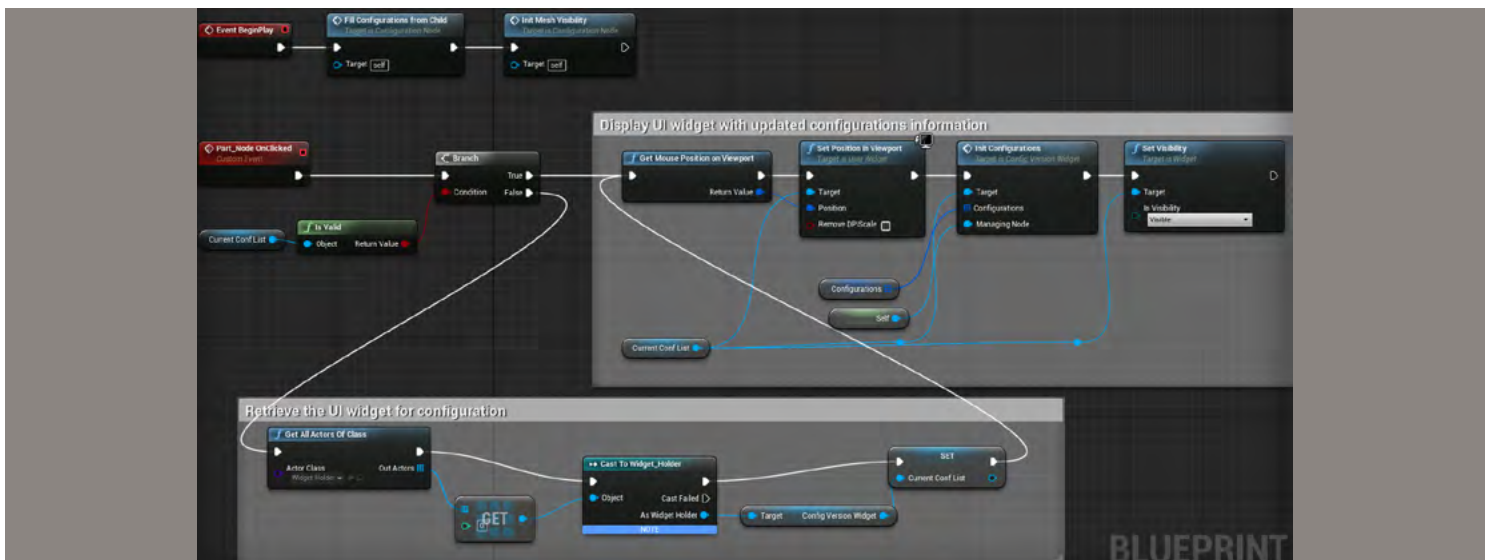 Event BeginPlay
Fill Configurations from Child
Target is Configuration Node
Target self
Init Mesh Visibility
Target is Configuration Node
Target self
Display UI widget with updated configurations information
Part_Node OnClicked
Custom Event
Branch
True
Condition
False
Is Valid
Object
Return Value
Current Conf List
Get Mouse Position on Viewport
Return Value
Set Position in Viewport
Target is User Widget
Target
Position
Remove DPIScale
Init Configurations
Target is Config Version Widget
Target
Configurations
Managing Node
Set Visibility
Target is Widget
Target
In Visibility
Visible
Configurations
Self
Current Conf List
Retrieve the UI widget for configuration
Get All Actors Of Class
Actor Class
Out Actors
Widget Holder
GET
0
Cast To Widget_Holder
Object
Cast Failed
As Widget Holder
NOTE
Target
Config Version Widget
SET
Current Conf List
BLUEPRINT